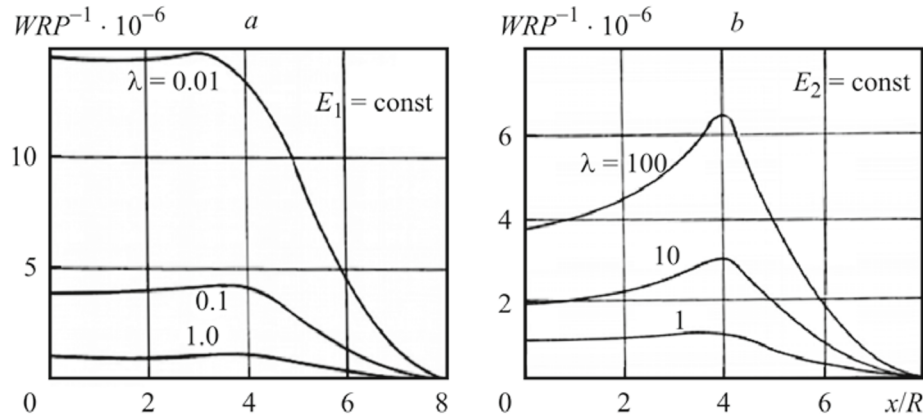 WRP⁻¹ · 10⁻⁶ a
λ = 0.01
E₁ = const
10
5
0.1
1.0
0 2 4 6 8
WRP⁻¹ · 10⁻⁶ b
E₂ = const
6
λ = 100
4
10
2
1
0 2 4 6 x/R